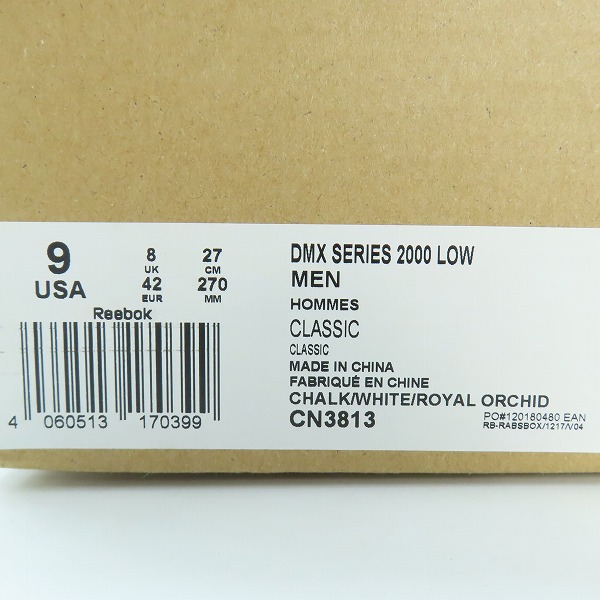 9
USA
8
UK
42
EUR
27
CM
270
MM
Reebok
4 060513 170399
DMX SERIES 2000 LOW
MEN
HOMMES
CLASSIC
CLASSIC
MADE IN CHINA
FABRIQUÉ EN CHINE
CHALK/WHITE/ROYAL ORCHID
CN3813
PO#120180480 EAN
RB-RABSBOX/1217/V04